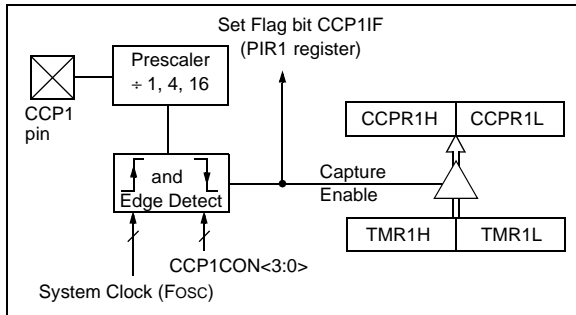 Set Flag bit CCP1IF
(PIR1 register)
Prescaler
÷ 1, 4, 16
CCP1
pin
CCPR1H
CCPR1L
and
Edge Detect
Capture
Enable
TMR1H
TMR1L
CCP1CON<3:0>
System Clock (FOSC)